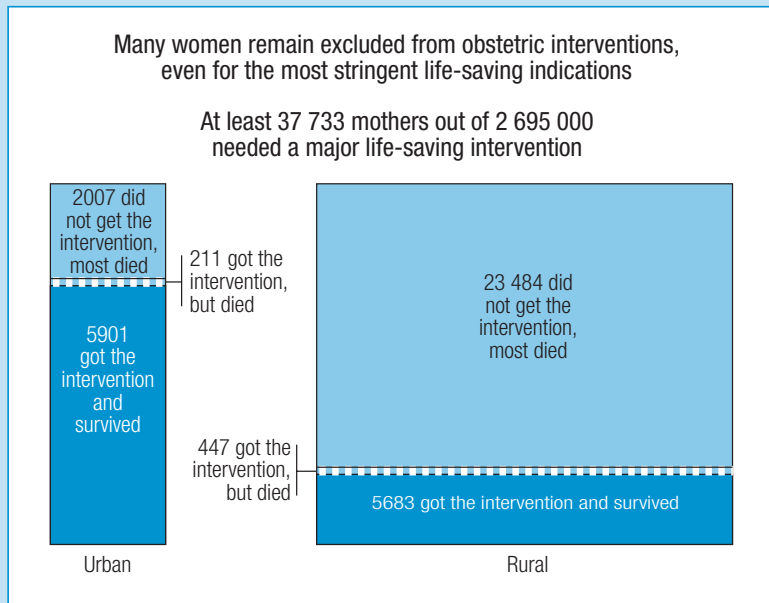 Many women remain excluded from obstetric interventions,
even for the most stringent life-saving indications
At least 37 733 mothers out of 2 695 000
needed a major life-saving intervention
2007 did
not get the
intervention,
most died
211 got the
intervention,
but died
5901
got the
intervention
and
survived
23 484 did
not get the
intervention,
most died
447 got the
intervention,
but died
5683 got the intervention and survived
Urban
Rural